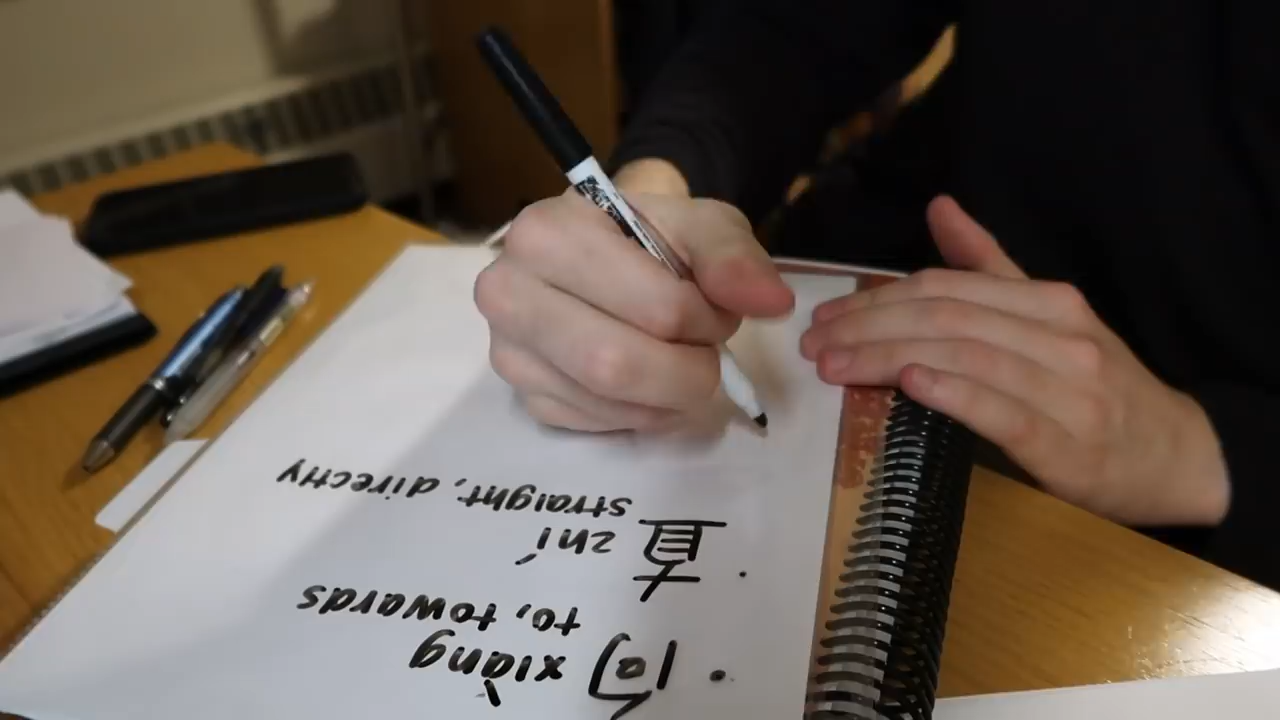 · 向 xiàng
to, towards
· 直 zhí
straight, directly